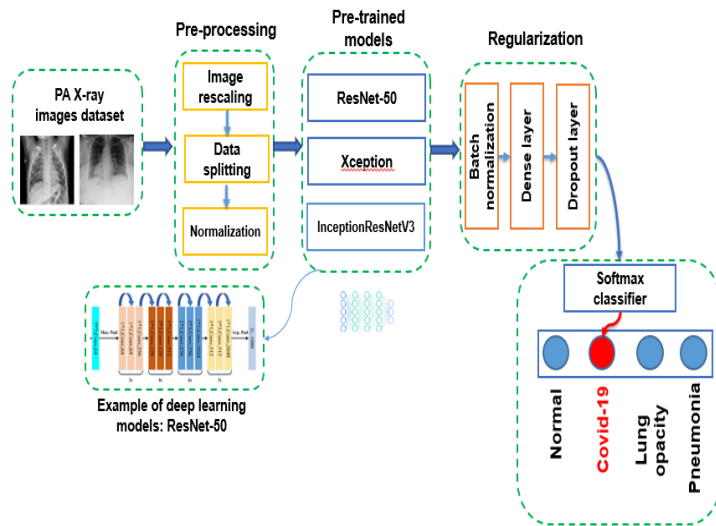 Pre-processing
Pre-trained
models
Regularization
PA X-ray
images dataset
Image
rescaling
Data
splitting
Normalization
ResNet-50
Xception
InceptionResNetV3
Batch
normalization
Dense layer
Dropout layer
Softmax
classifier
Normal
Covid-19
Lung
opacity
Pneumonia
Example of deep learning
models: ResNet-50